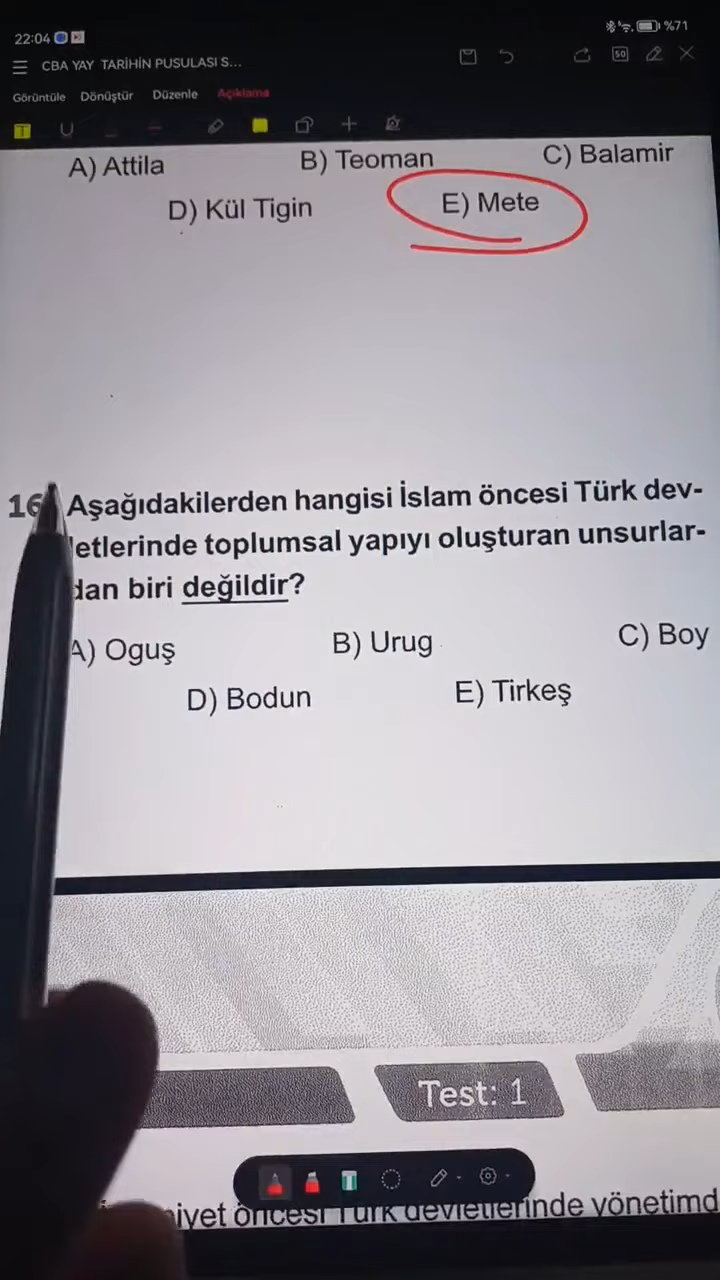 22:04 %71
CBA YAY TARİHİN PUSULASI S... 50
Görüntüle Dönüştür Düzenle Açıklama
T U
A) Attila B) Teoman C) Balamir
D) Kül Tigin E) Mete
16 Aşağıdakilerden hangisi İslam öncesi Türk dev-
letlerinde toplumsal yapıyı oluşturan unsurlar-
dan biri değildir?
A) Oguş B) Urug C) Boy
D) Bodun E) Tirkeş
Test: 1
öncesi Türk devletlerinde yönetimd